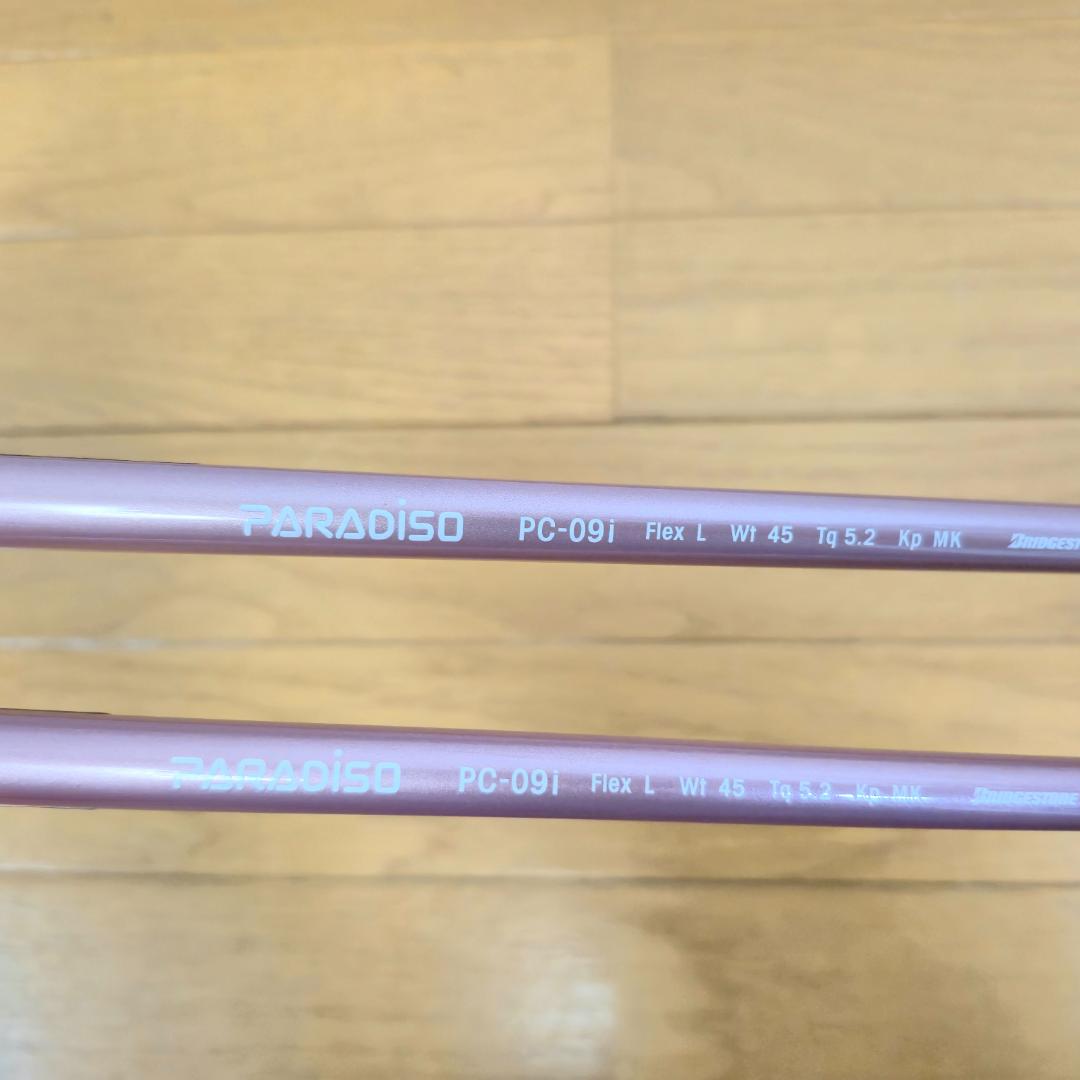 PARADiSO PC-09i Flex L Wt 45 Tq 5.2 Kp MK BRIDGEST
PARADiSO PC-09i Flex L Wt 45 Tq 5.2 Kp MK BRIDGESTONE